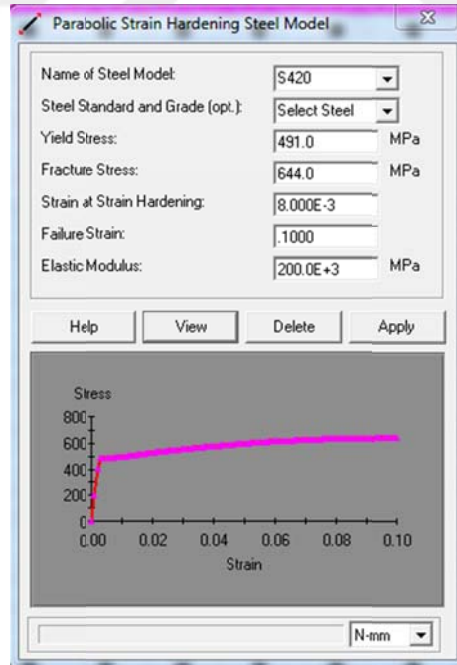 Parabolic Strain Hardening Steel Model
Name of Steel Model: S420
Steel Standard and Grade (opt.): Select Steel
Yield Stress: 491.0 MPa
Fracture Stress: 644.0 MPa
Strain at Strain Hardening: 8.000E-3
Failure Strain: .1000
Elastic Modulus: 200.0E+3 MPa
Help View Delete Apply
Stress
800
600
400
200
0
0.00 0.02 0.04 0.06 0.08 0.10
Strain
N-mm